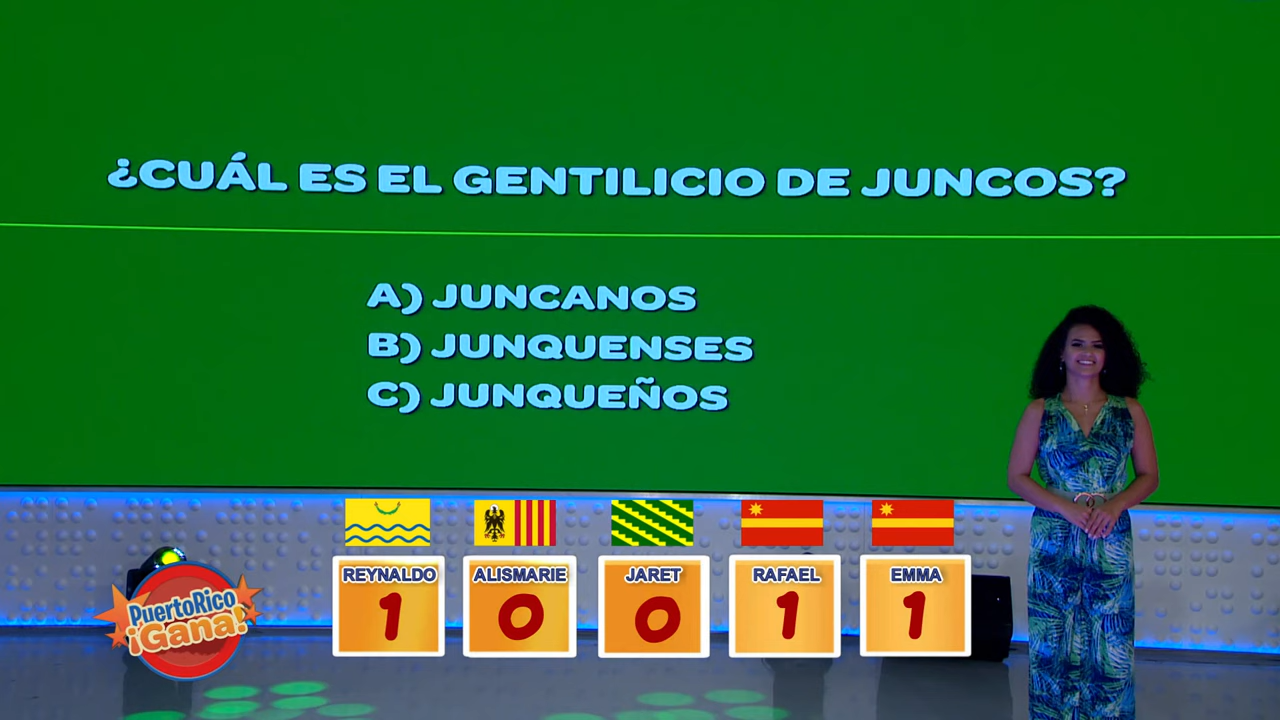 ¿CUÁL ES EL GENTILICIO DE JUNCOS?
A) JUNCANOS
B) JUNQUENSES
C) JUNQUEÑOS
REYNALDO
ALISMARIE
JARET
RAFAEL
EMMA
1
0
0
1
1
PuertoRico
¡Gana!